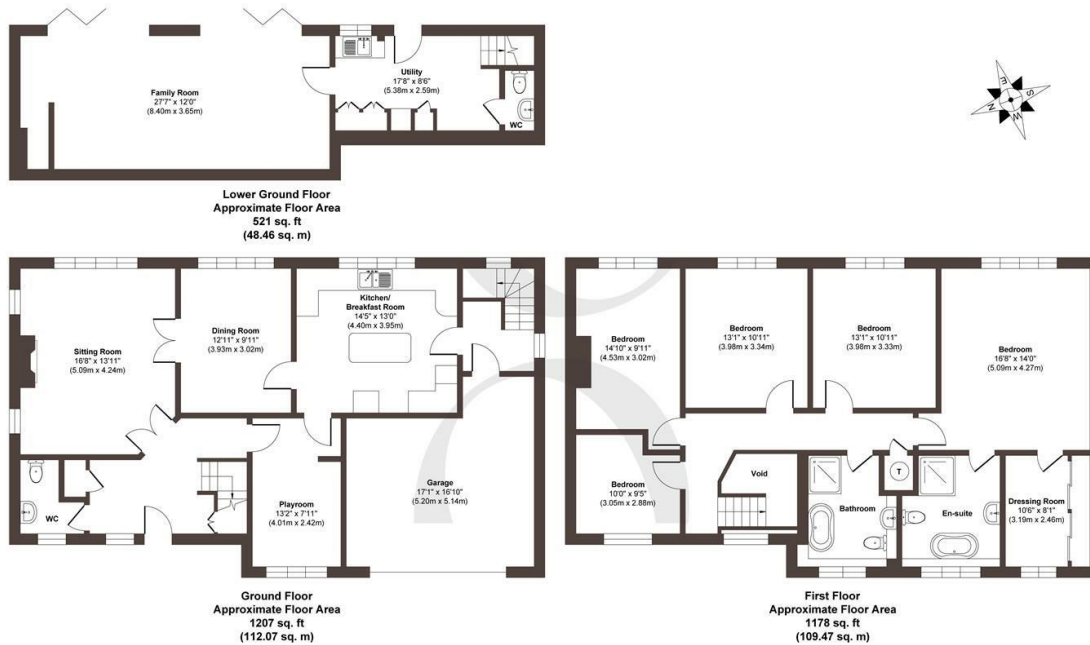 Family Room
27'7" x 12'0"
(8.40m x 3.65m)
Utility
17'8" x 8'6"
(5.38m x 2.59m)
WC
E
S
W
N
Lower Ground Floor
Approximate Floor Area
521 sq. ft
(48.46 sq. m)
Sitting Room
16'8" x 13'11"
(5.09m x 4.24m)
Dining Room
12'11" x 9'11"
(3.93m x 3.02m)
Kitchen/
Breakfast Room
14'5" x 13'0"
(4.40m x 3.95m)
WC
Playroom
13'2" x 7'11"
(4.01m x 2.42m)
Garage
17'1" x 16'10"
(5.20m x 5.14m)
Ground Floor
Approximate Floor Area
1207 sq. ft
(112.07 sq. m)
Bedroom
14'10" x 9'11"
(4.53m x 3.02m)
Bedroom
13'1" x 10'11"
(3.98m x 3.34m)
Bedroom
13'1" x 10'11"
(3.98m x 3.33m)
Bedroom
16'8" x 14'0"
(5.09m x 4.27m)
Bedroom
10'0" x 9'5"
(3.05m x 2.88m)
Void
T
Bathroom
En-suite
Dressing Room
10'6" x 8'1"
(3.19m x 2.46m)
First Floor
Approximate Floor Area
1178 sq. ft
(109.47 sq. m)